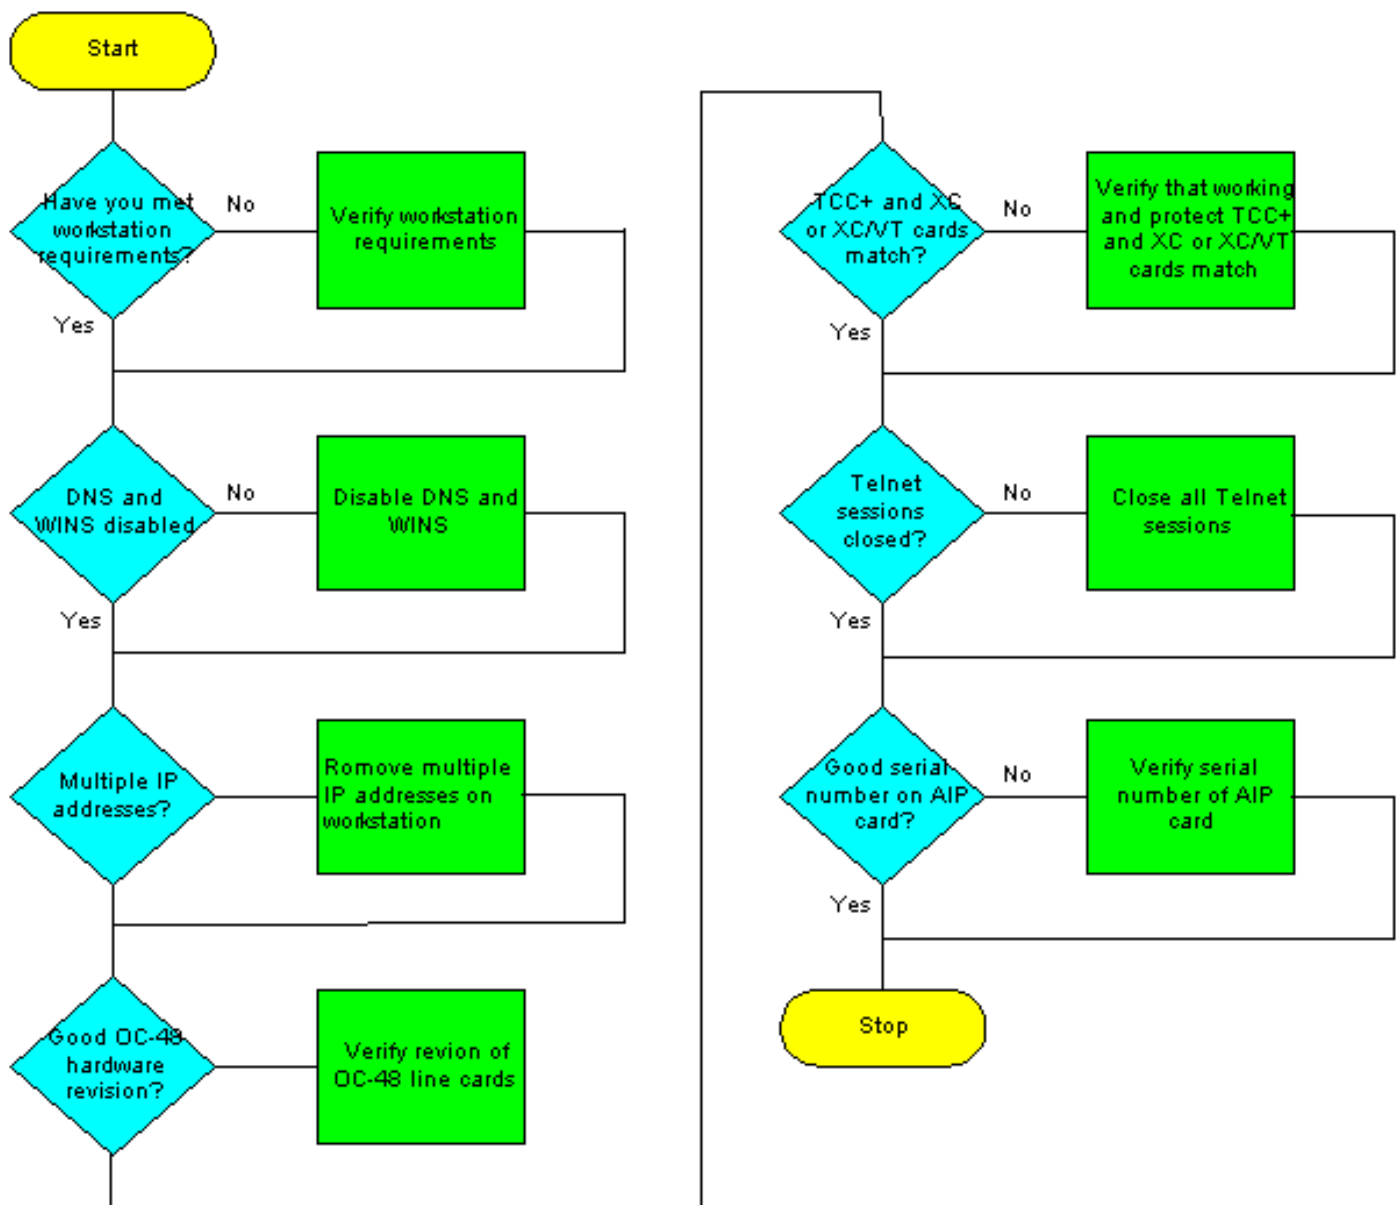 Start
Have you met
workstation
requirements?
No
Verify workstation
requirements
Yes
DNS and
WINS disabled
No
Disable DNS and
WINS
Yes
Multiple IP
addresses?
Romove multiple
IP addresses on
workstation
Good OC-48
hardware
revision?
Verify revion of
OC-48 line cards
TCC+ and XC
or XC/VT cards
match?
No
Verify that working
and protect TCC+
and XC or XC/VT
cards match
Yes
Telnet
sessions
closed?
No
Close all Telnet
sessions
Yes
Good serial
number on AIP
card?
No
Verify serial
number of AIP
card
Yes
Stop